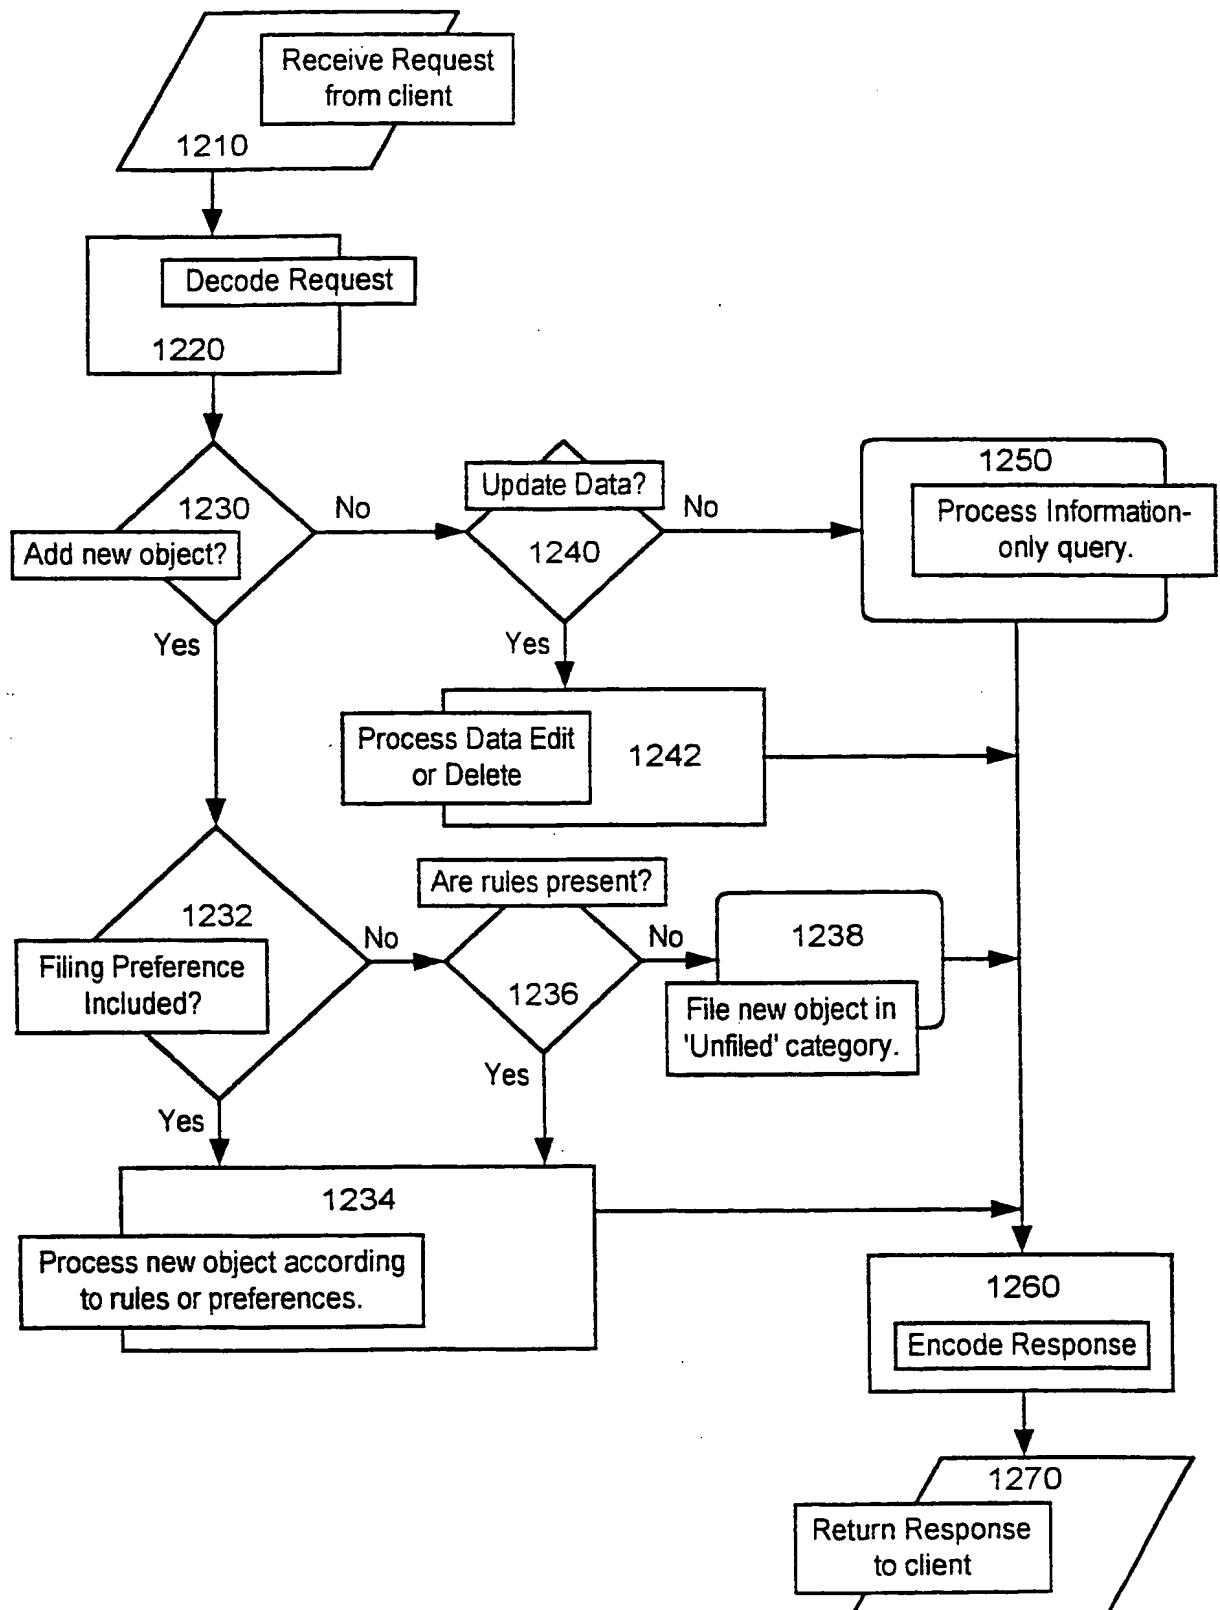 Receive Request
from client
1210
Decode Request
1220
1230
Add new object?
No
Yes
Update Data?
1240
No
Yes
1250
Process Information-
only query.
Process Data Edit
or Delete
1242
1232
Filing Preference
Included?
No
Yes
Are rules present?
1236
No
Yes
1238
File new object in
'Unfiled' category.
1234
Process new object according
to rules or preferences.
1260
Encode Response
1270
Return Response
to client